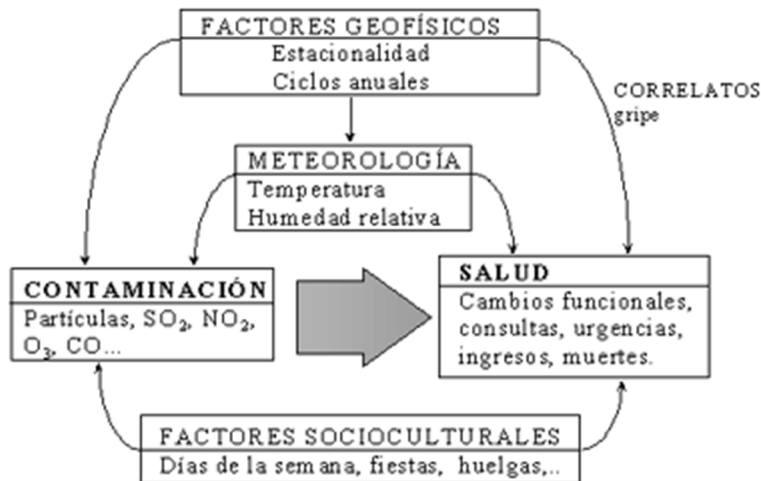 FACTORES GEOFÍSICOS
Estacionalidad
Ciclos anuales
CORRELATOS
gripe
METEOROLOGÍA
Temperatura
Humedad relativa
CONTAMINACIÓN
Partículas, SO₂, NO₂,
O₃, CO...
SALUD
Cambios funcionales,
consultas, urgencias,
ingresos, muertes.
FACTORES SOCIOCULTURALES
Días de la semana, fiestas, huelgas,..